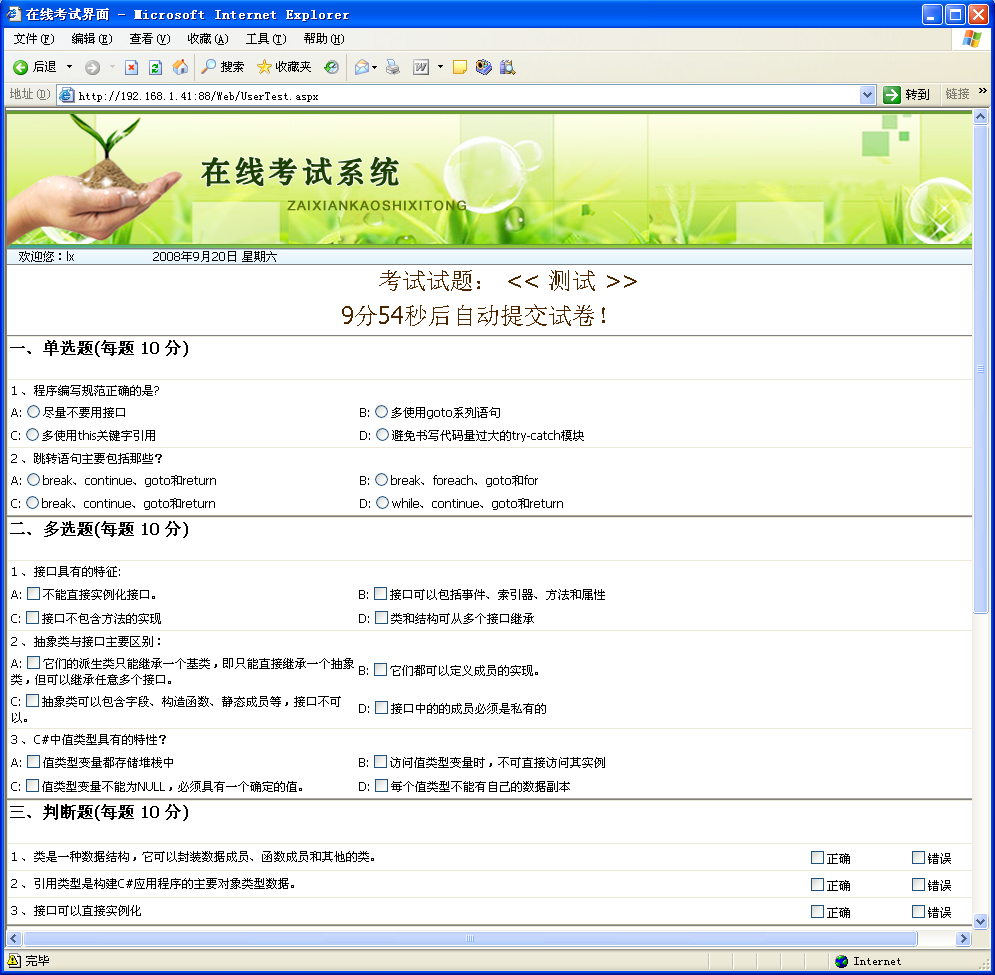 在线考试界面 - Microsoft Internet Explorer
文件(F) 编辑(E) 查看(V) 收藏(A) 工具(T) 帮助(H)
后退 搜索 收藏夹
地址(D) http://192.168.1.41:88/Web/UserTest.aspx 转到 链接 »
在线考试系统
ZAIXIANKAOSHIXITONG
欢迎您：lx 2008年9月20日 星期六
考试试题： << 测试 >>
9分54秒后自动提交试卷!
一、单选题(每题 10 分)
1、程序编写规范正确的是?
A: 尽量不要用接口 B: 多使用goto系列语句
C: 多使用this关键字引用 D: 避免书写代码量过大的try-catch模块
2、跳转语句主要包括那些?
A: break、continue、goto和return B: break、foreach、goto和for
C: break、continue、goto和return D: while、continue、goto和return
二、多选题(每题 10 分)
1、接口具有的特征:
A: 不能直接实例化接口。 B: 接口可以包括事件、索引器、方法和属性
C: 接口不包含方法的实现 D: 类和结构可从多个接口继承
2、抽象类与接口主要区别：
A: 它们的派生类只能继承一个基类，即只能直接继承一个抽象
类，但可以继承任意多个接口。 B: 它们都可以定义成员的实现。
C: 抽象类可以包含字段、构造函数、静态成员等，接口不可
以。 D: 接口中的的成员必须是私有的
3、C#中值类型具有的特性？
A: 值类型变量都存储堆栈中 B: 访问值类型变量时，不可直接访问其实例
C: 值类型变量不能为NULL，必须具有一个确定的值。 D: 每个值类型不能有自己的数据副本
三、判断题(每题 10 分)
1、类是一种数据结构，它可以封装数据成员、函数成员和其他的类。 正确 错误
2、引用类型是构建C#应用程序的主要对象类型数据。 正确 错误
3、接口可以直接实例化 正确 错误
完毕 Internet